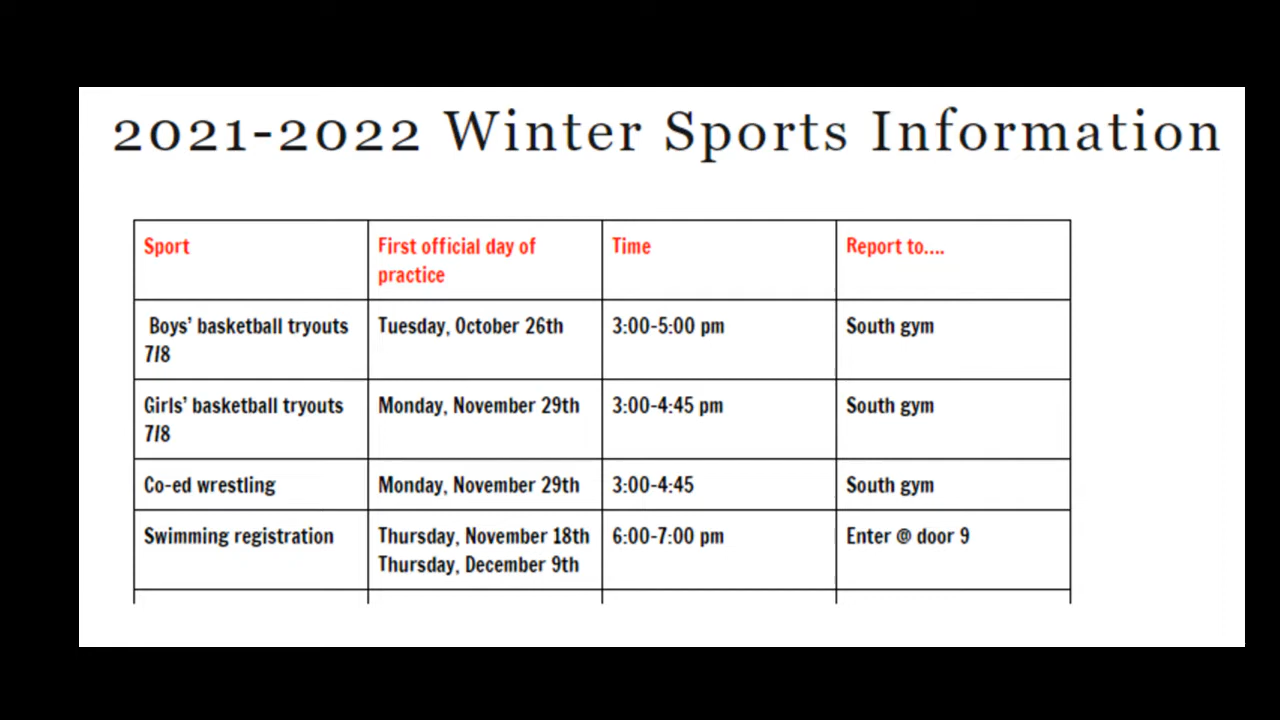 2021-2022 Winter Sports Information
Sport
First official day of
practice
Time
Report to....
Boys' basketball tryouts
7/8
Tuesday, October 26th
3:00-5:00 pm
South gym
Girls' basketball tryouts
7/8
Monday, November 29th
3:00-4:45 pm
South gym
Co-ed wrestling
Monday, November 29th
3:00-4:45
South gym
Swimming registration
Thursday, November 18th
Thursday, December 9th
6:00-7:00 pm
Enter @ door 9